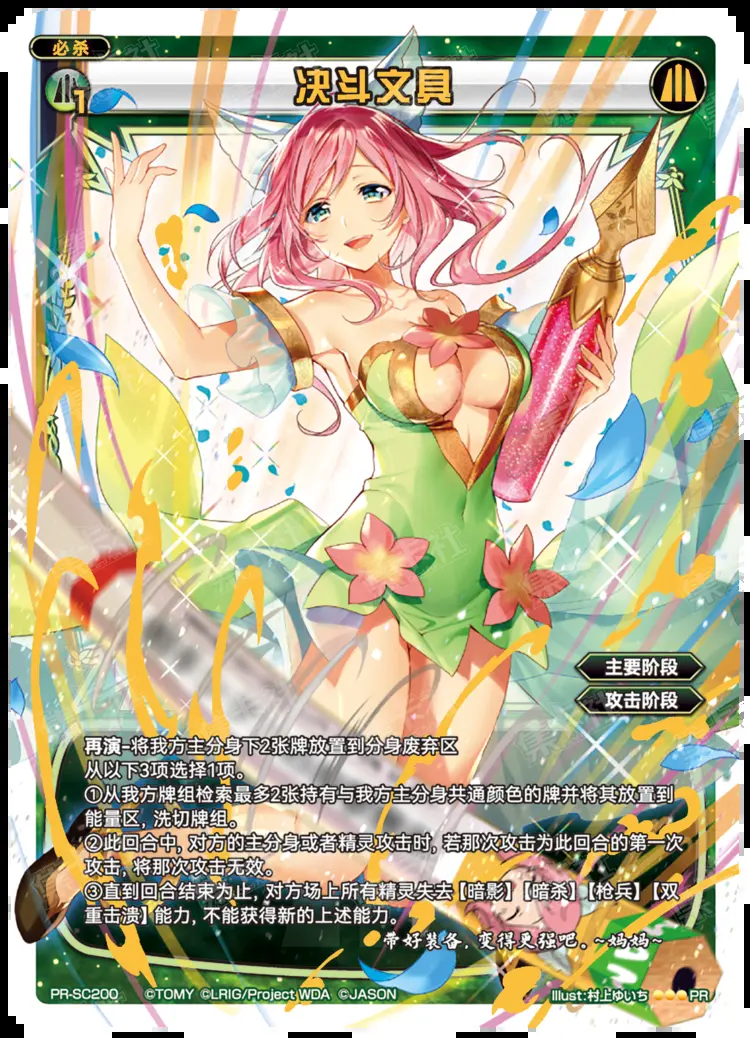 必杀
1
决斗文具
主要阶段
攻击阶段
再演-将我方主分身下2张牌放置到分身废弃区
从以下3项选择1项。
①从我方牌组检索最多2张持有与我方主分身共通颜色的牌并将其放置到
能量区, 洗切牌组。
②此回合中, 对方的主分身或者精灵攻击时, 若那次攻击为此回合的第一次
攻击, 将那次攻击无效。
③直到回合结束为止, 对方场上所有精灵失去【暗影】【暗杀】【枪兵】【双
重击溃】能力, 不能获得新的上述能力。
带好装备, 变得更强吧。~妈妈~
PR-SC200 ©TOMY ©LRIG/Project WDA ©JASON Illust:村上ゆいち PR